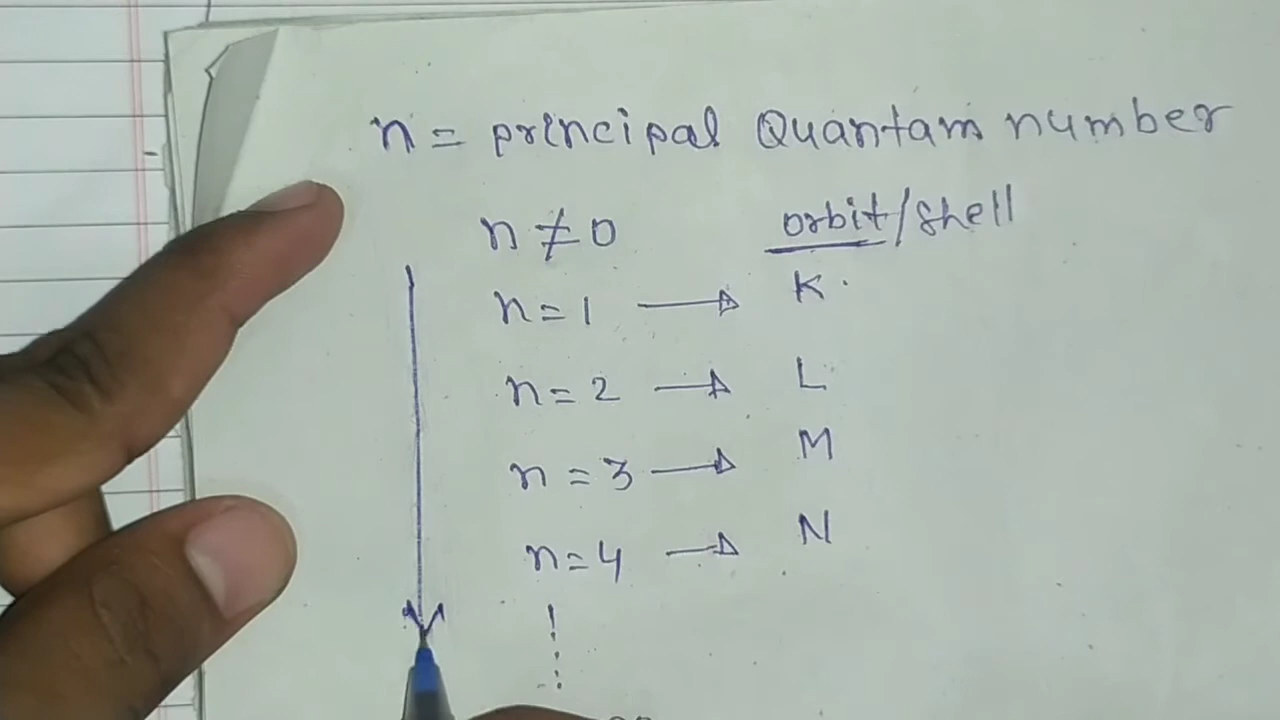 n = principal Quantam number
n ≠ 0 orbit/shell
n = 1 → K
n = 2 → L
n = 3 → M
n = 4 → N